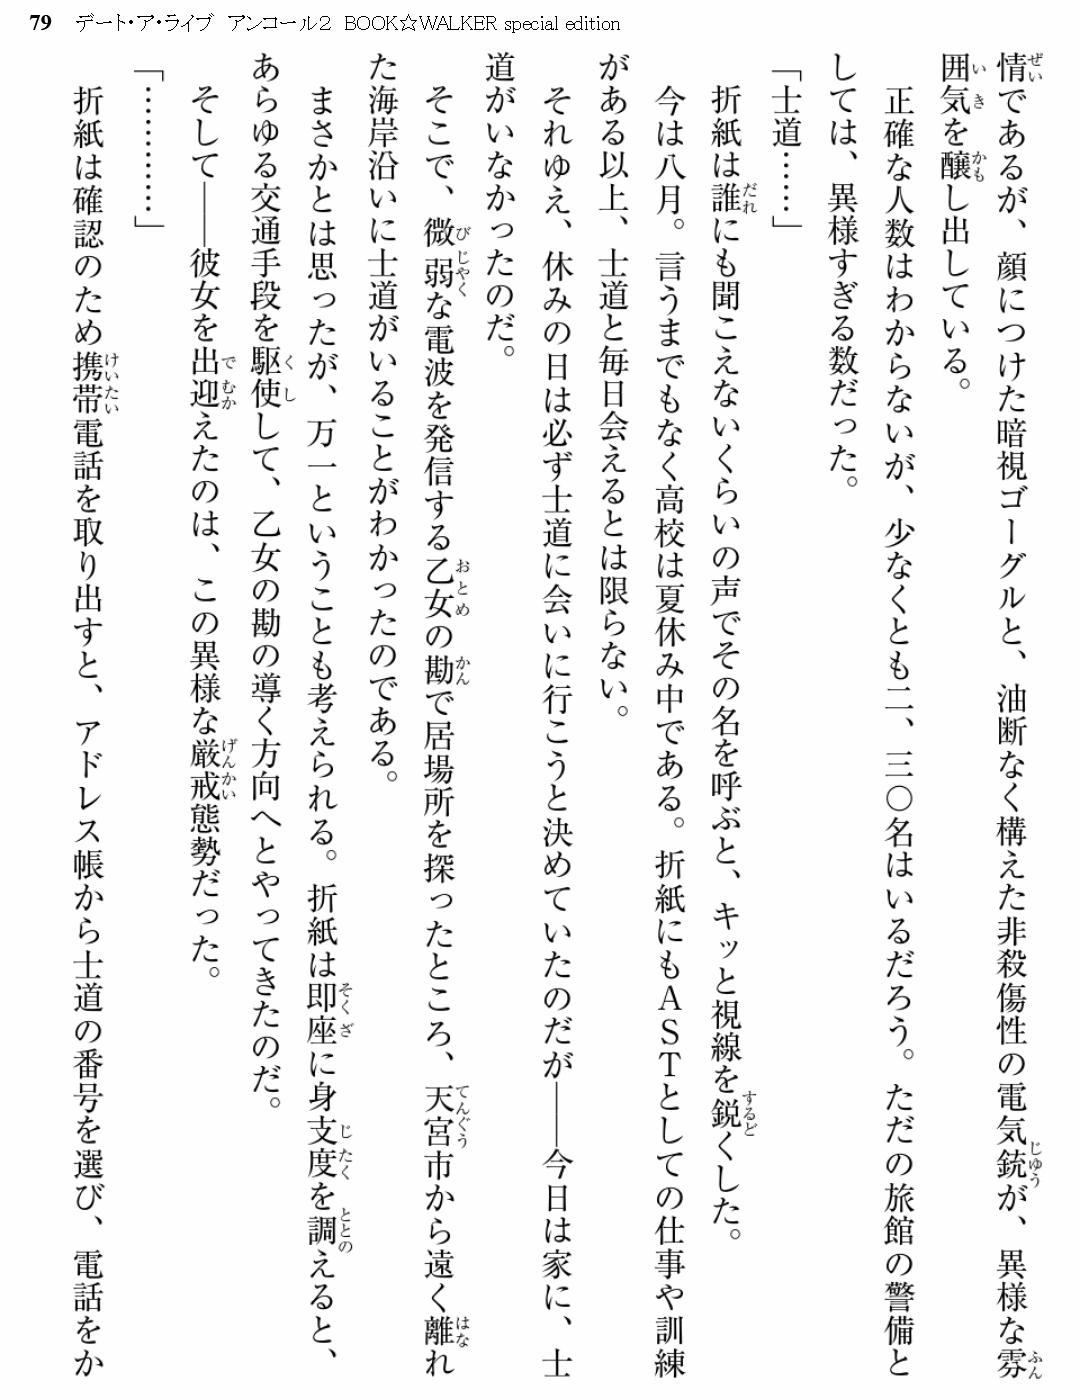 79 デート・ア・ライブ アンコール２ BOOK☆WALKER special edition
情であるが、顔につけた暗視ゴーグルと、油断なく構えた非殺傷性の電気銃が、異様な雰
囲気を醸し出している。
正確な人数はわからないが、少なくとも二、三〇名はいるだろう。ただの旅館の警備と
しては、異様すぎる数だった。
「士道……」
折紙は誰にも聞こえないくらいの声でその名を呼ぶと、キッと視線を鋭くした。
今は八月。言うまでもなく高校は夏休み中である。折紙にもＡＳＴとしての仕事や訓練
がある以上、士道と毎日会えるとは限らない。
それゆえ、休みの日は必ず士道に会いに行こうと決めていたのだが――今日は家に、士
道がいなかったのだ。
そこで、微弱な電波を発信する乙女の勘で居場所を探ったところ、天宮市から遠く離れ
た海岸沿いに士道がいることがわかったのである。
まさかとは思ったが、万一ということも考えられる。折紙は即座に身支度を調えると、
あらゆる交通手段を駆使して、乙女の勘の導く方向へとやってきたのだ。
そして――彼女を出迎えたのは、この異様な厳戒態勢だった。
「…………」
折紙は確認のため携帯電話を取り出すと、アドレス帳から士道の番号を選び、電話をか